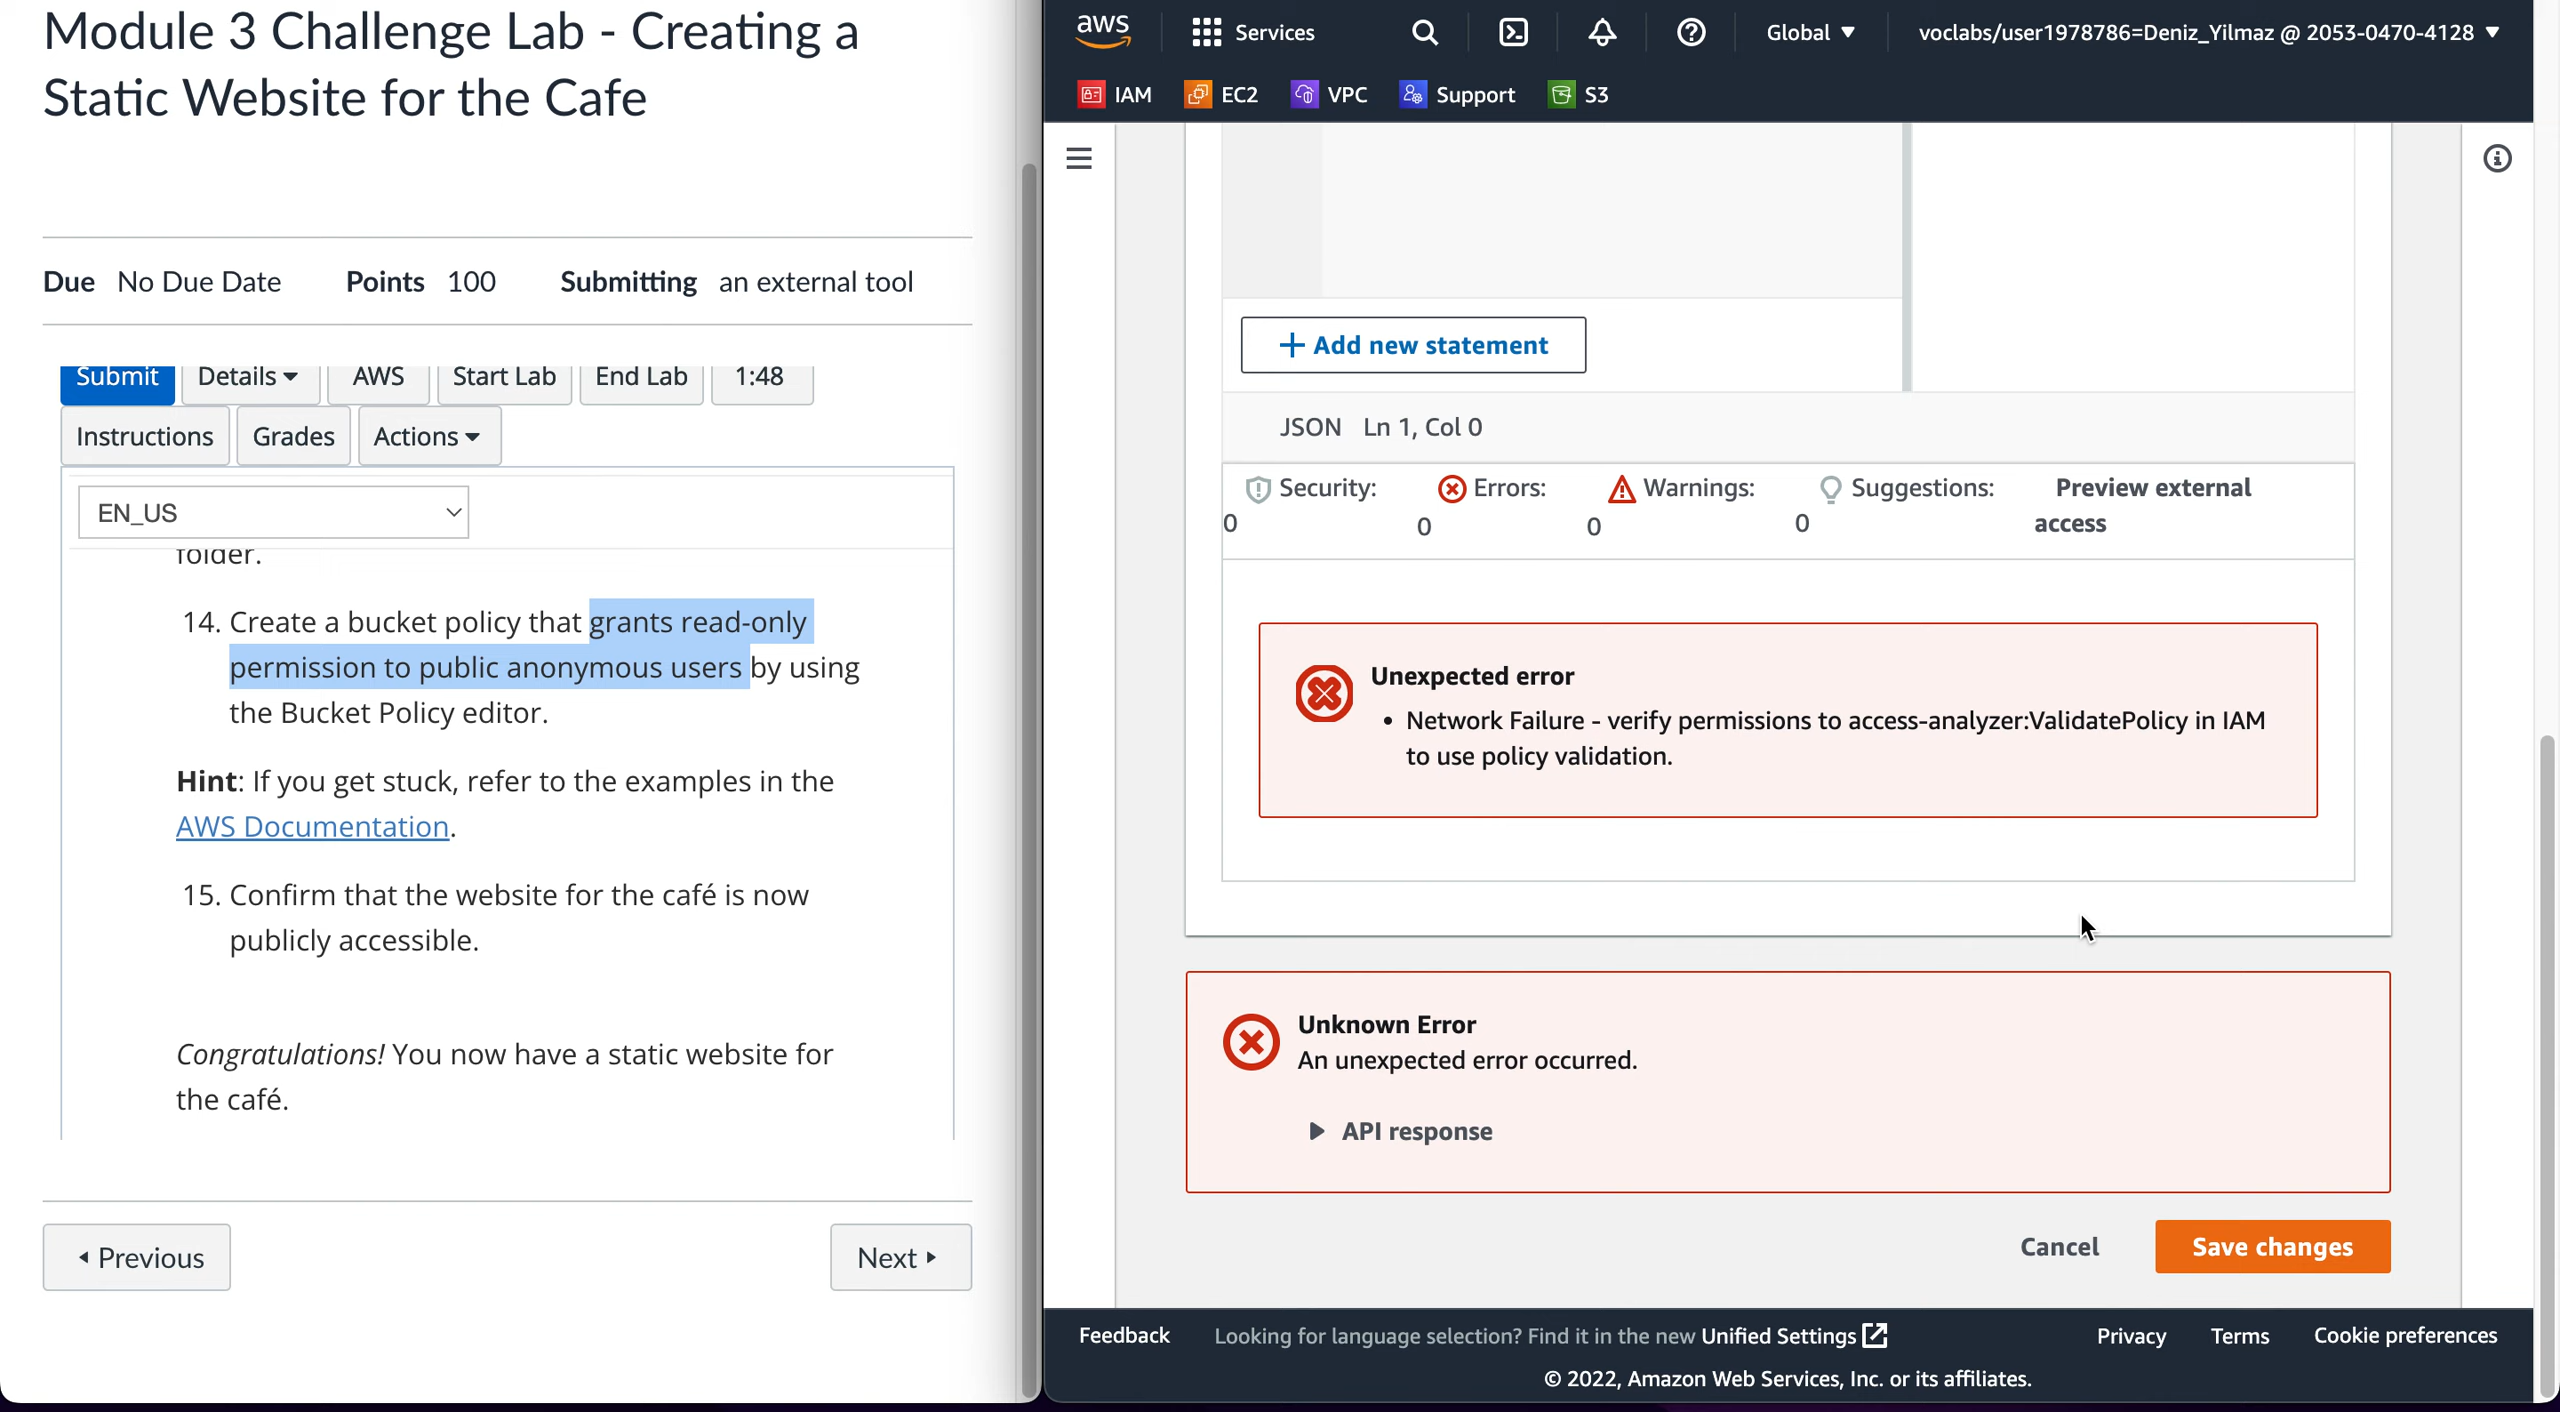 Module 3 Challenge Lab - Creating a
Static Website for the Cafe
Due No Due Date Points 100 Submitting an external tool
Submit Details AWS Start Lab End Lab 1:48
Instructions Grades Actions
EN_US
folder.
14. Create a bucket policy that grants read-only
permission to public anonymous users by using
the Bucket Policy editor.
Hint: If you get stuck, refer to the examples in the
AWS Documentation.
15. Confirm that the website for the café is now
publicly accessible.
Congratulations! You now have a static website for
the café.
Previous Next
aws Services Global voclabs/user1978786=Deniz_Yilmaz @ 2053-0470-4128
IAM EC2 VPC Support S3
+ Add new statement
JSON Ln 1, Col 0
Security: Errors: Warnings: Suggestions: Preview external
0 0 0 0 access
Unexpected error
• Network Failure - verify permissions to access-analyzer:ValidatePolicy in IAM
to use policy validation.
Unknown Error
An unexpected error occurred.
API response
Cancel Save changes
Feedback Looking for language selection? Find it in the new Unified Settings Privacy Terms Cookie preferences
© 2022, Amazon Web Services, Inc. or its affiliates.